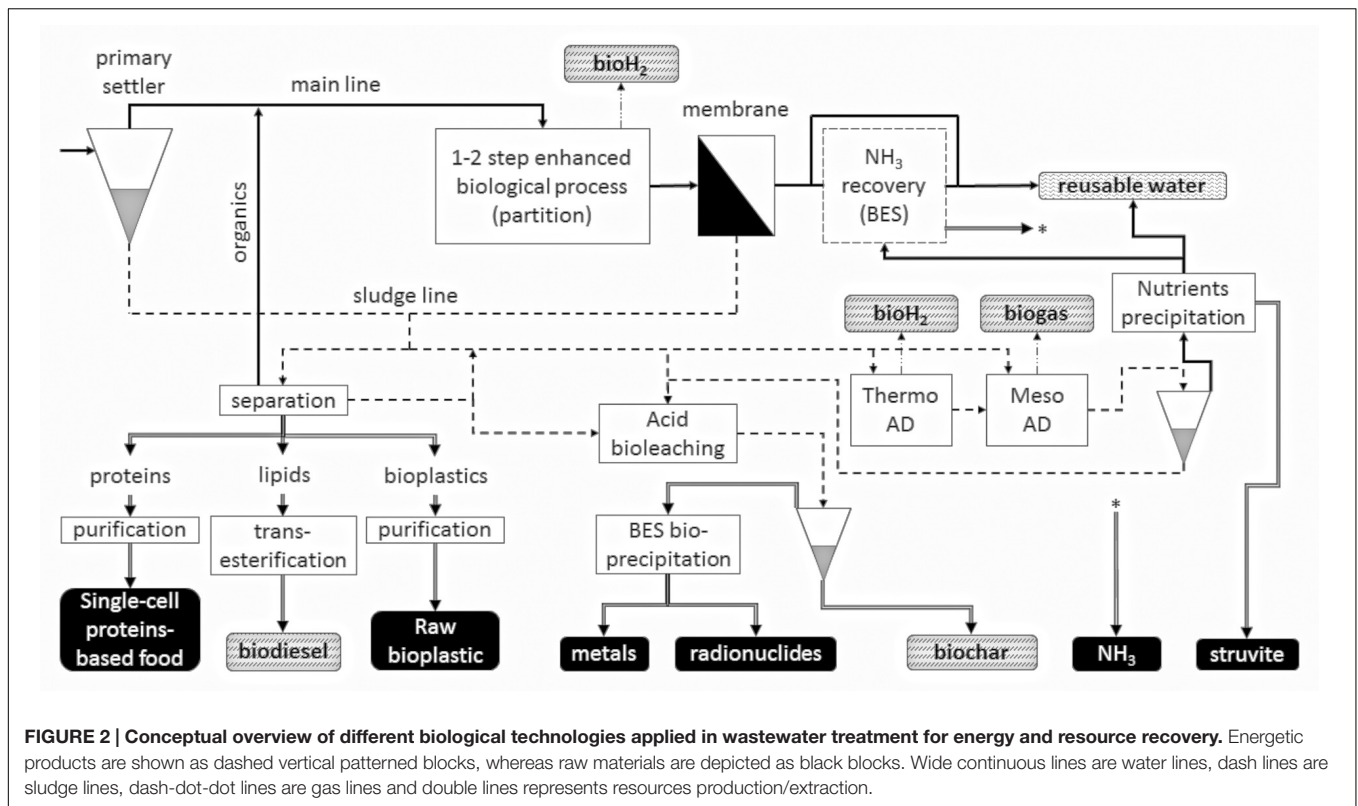 primary
settler
main line
bioH₂
membrane
1-2 step enhanced
biological process
(partition)
NH₃
recovery
(BES)
reusable water
*
organics
sludge line
Nutrients
precipitation
bioH₂
biogas
separation
Thermo
AD
Meso
AD
Acid
bioleaching
proteins
lipids
bioplastics
purification
trans-
esterification
purification
BES bio-
precipitation
*
Single-cell
proteins-
based food
biodiesel
Raw
bioplastic
metals
radionuclides
biochar
NH₃
struvite
FIGURE 2 | Conceptual overview of different biological technologies applied in wastewater treatment for energy and resource recovery. Energetic
products are shown as dashed vertical patterned blocks, whereas raw materials are depicted as black blocks. Wide continuous lines are water lines, dash lines are
sludge lines, dash-dot-dot lines are gas lines and double lines represents resources production/extraction.